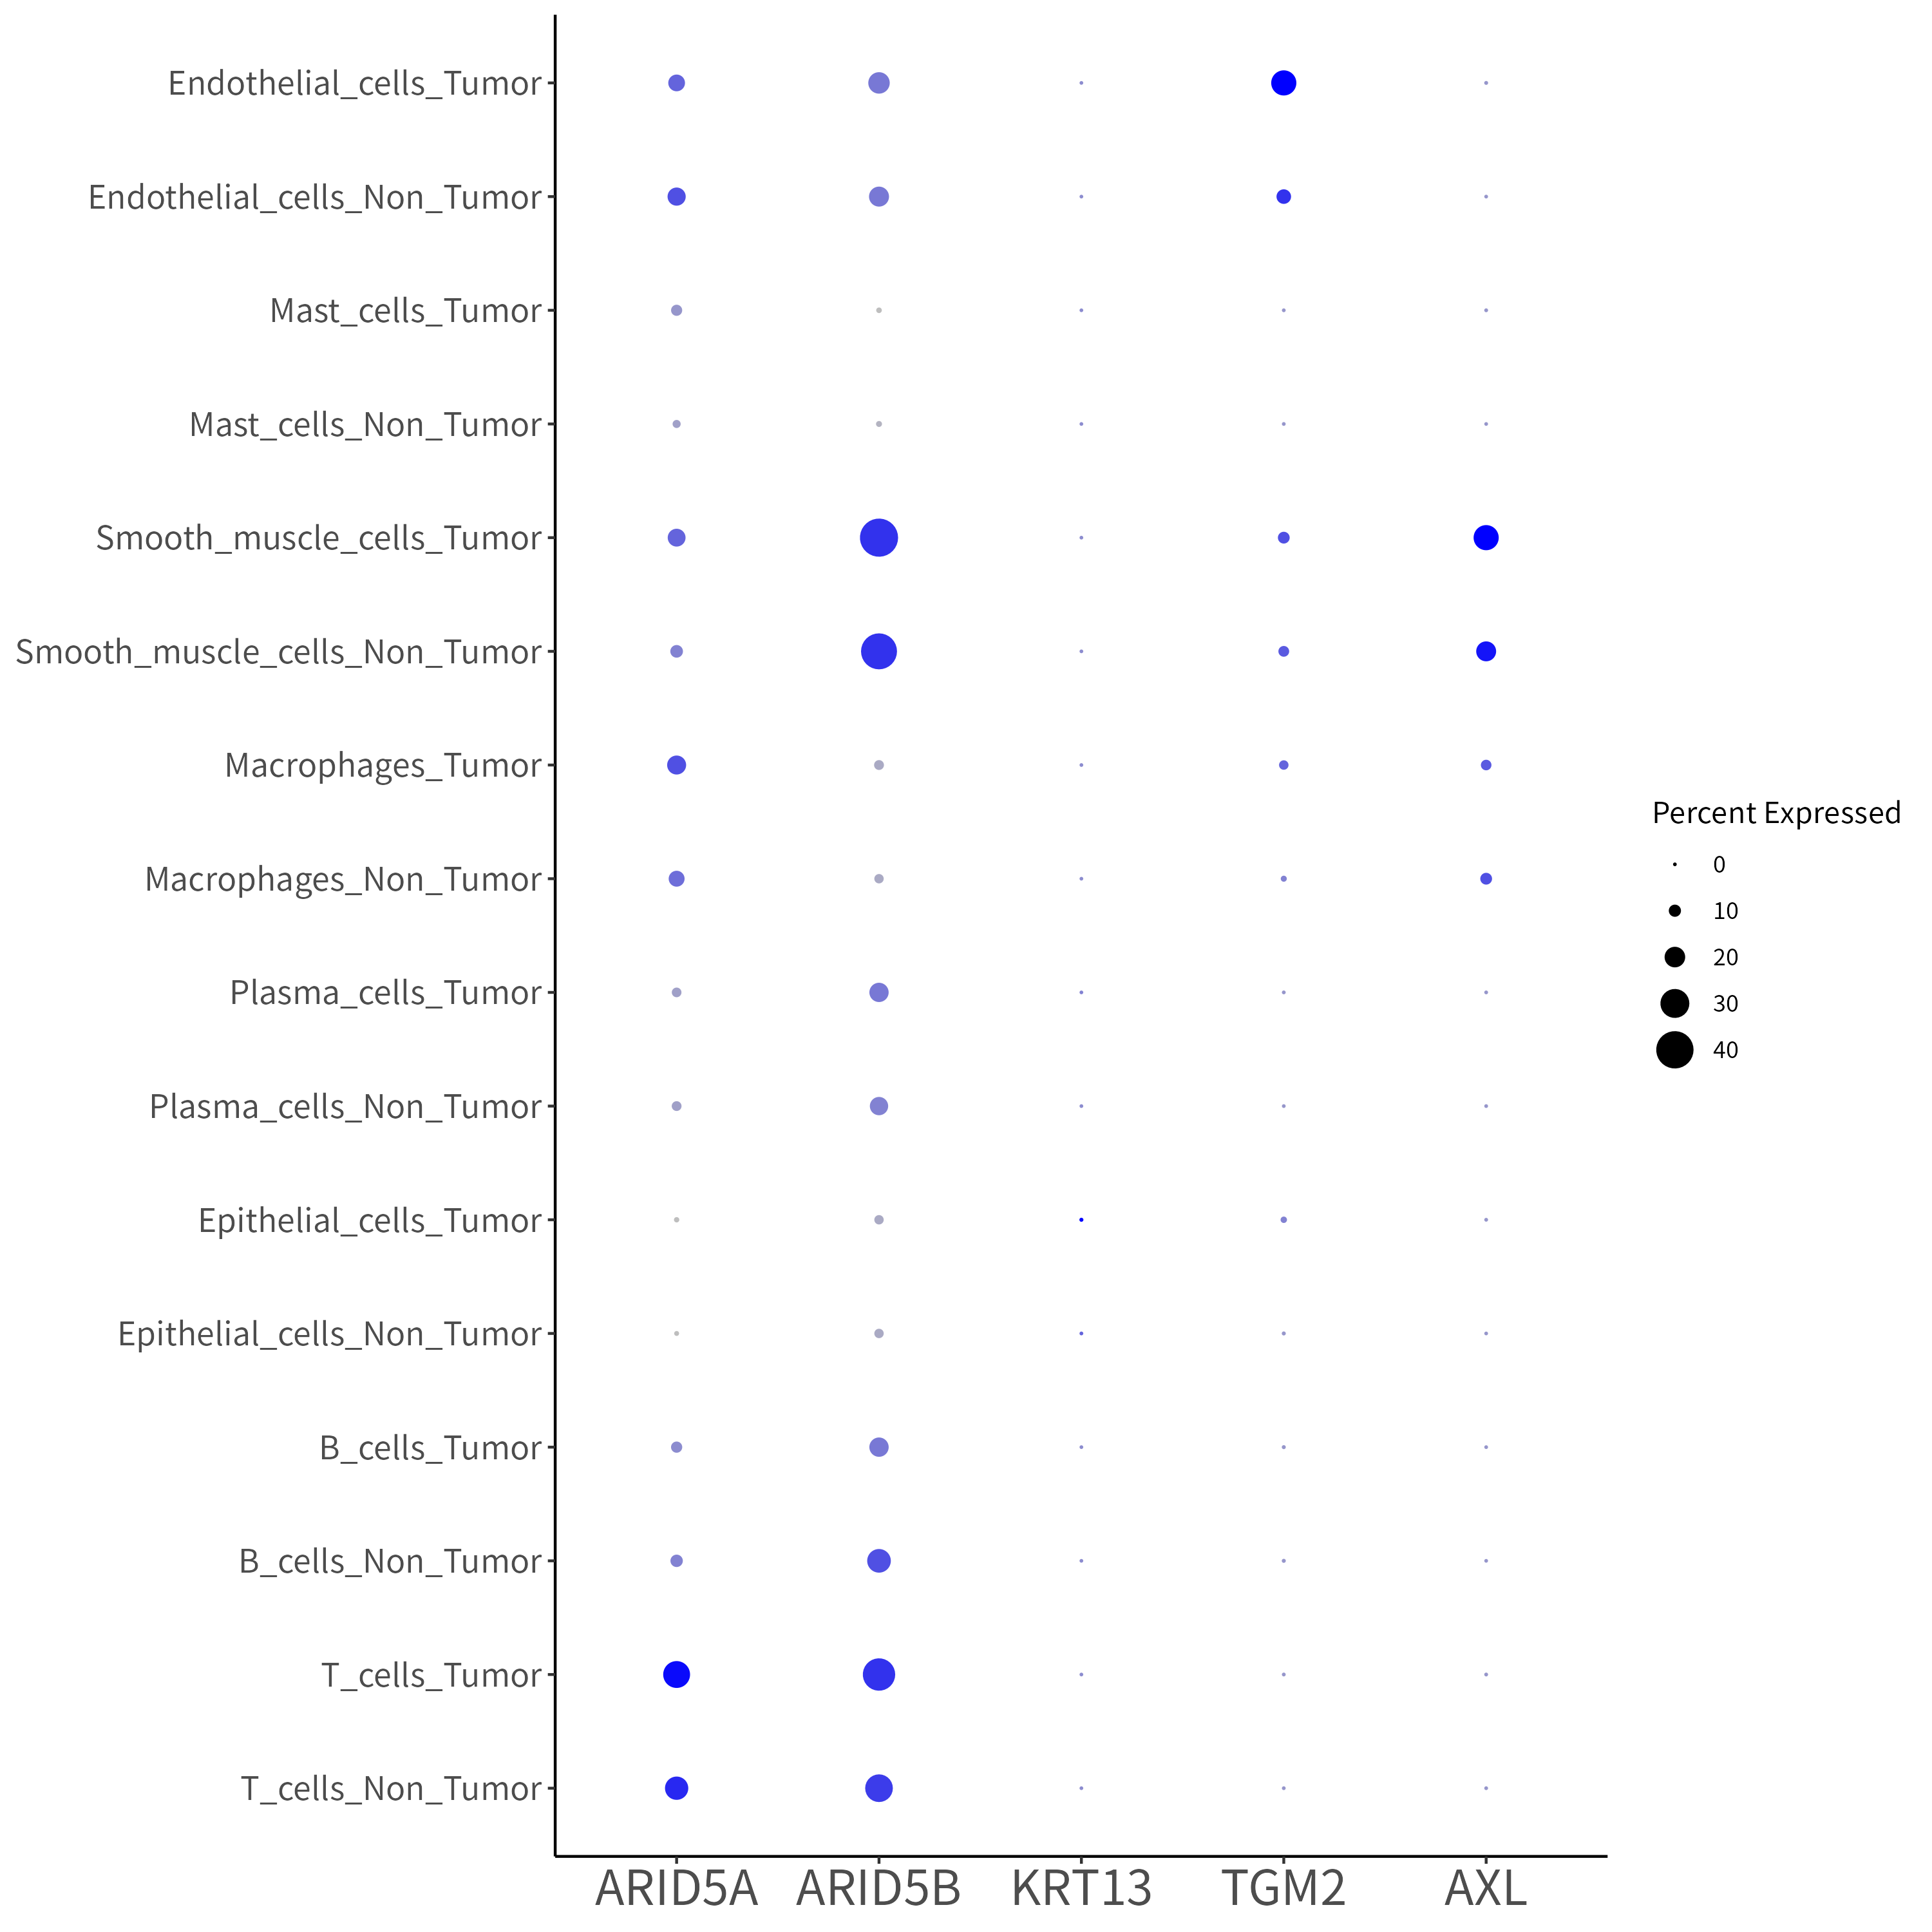 Endothelial_cells_Tumor
Endothelial_cells_Non_Tumor
Mast_cells_Tumor
Mast_cells_Non_Tumor
Smooth_muscle_cells_Tumor
Smooth_muscle_cells_Non_Tumor
Macrophages_Tumor
Macrophages_Non_Tumor
Plasma_cells_Tumor
Plasma_cells_Non_Tumor
Epithelial_cells_Tumor
Epithelial_cells_Non_Tumor
B_cells_Tumor
B_cells_Non_Tumor
T_cells_Tumor
T_cells_Non_Tumor
ARID5A ARID5B KRT13 TGM2 AXL
Percent Expressed
0
10
20
30
40